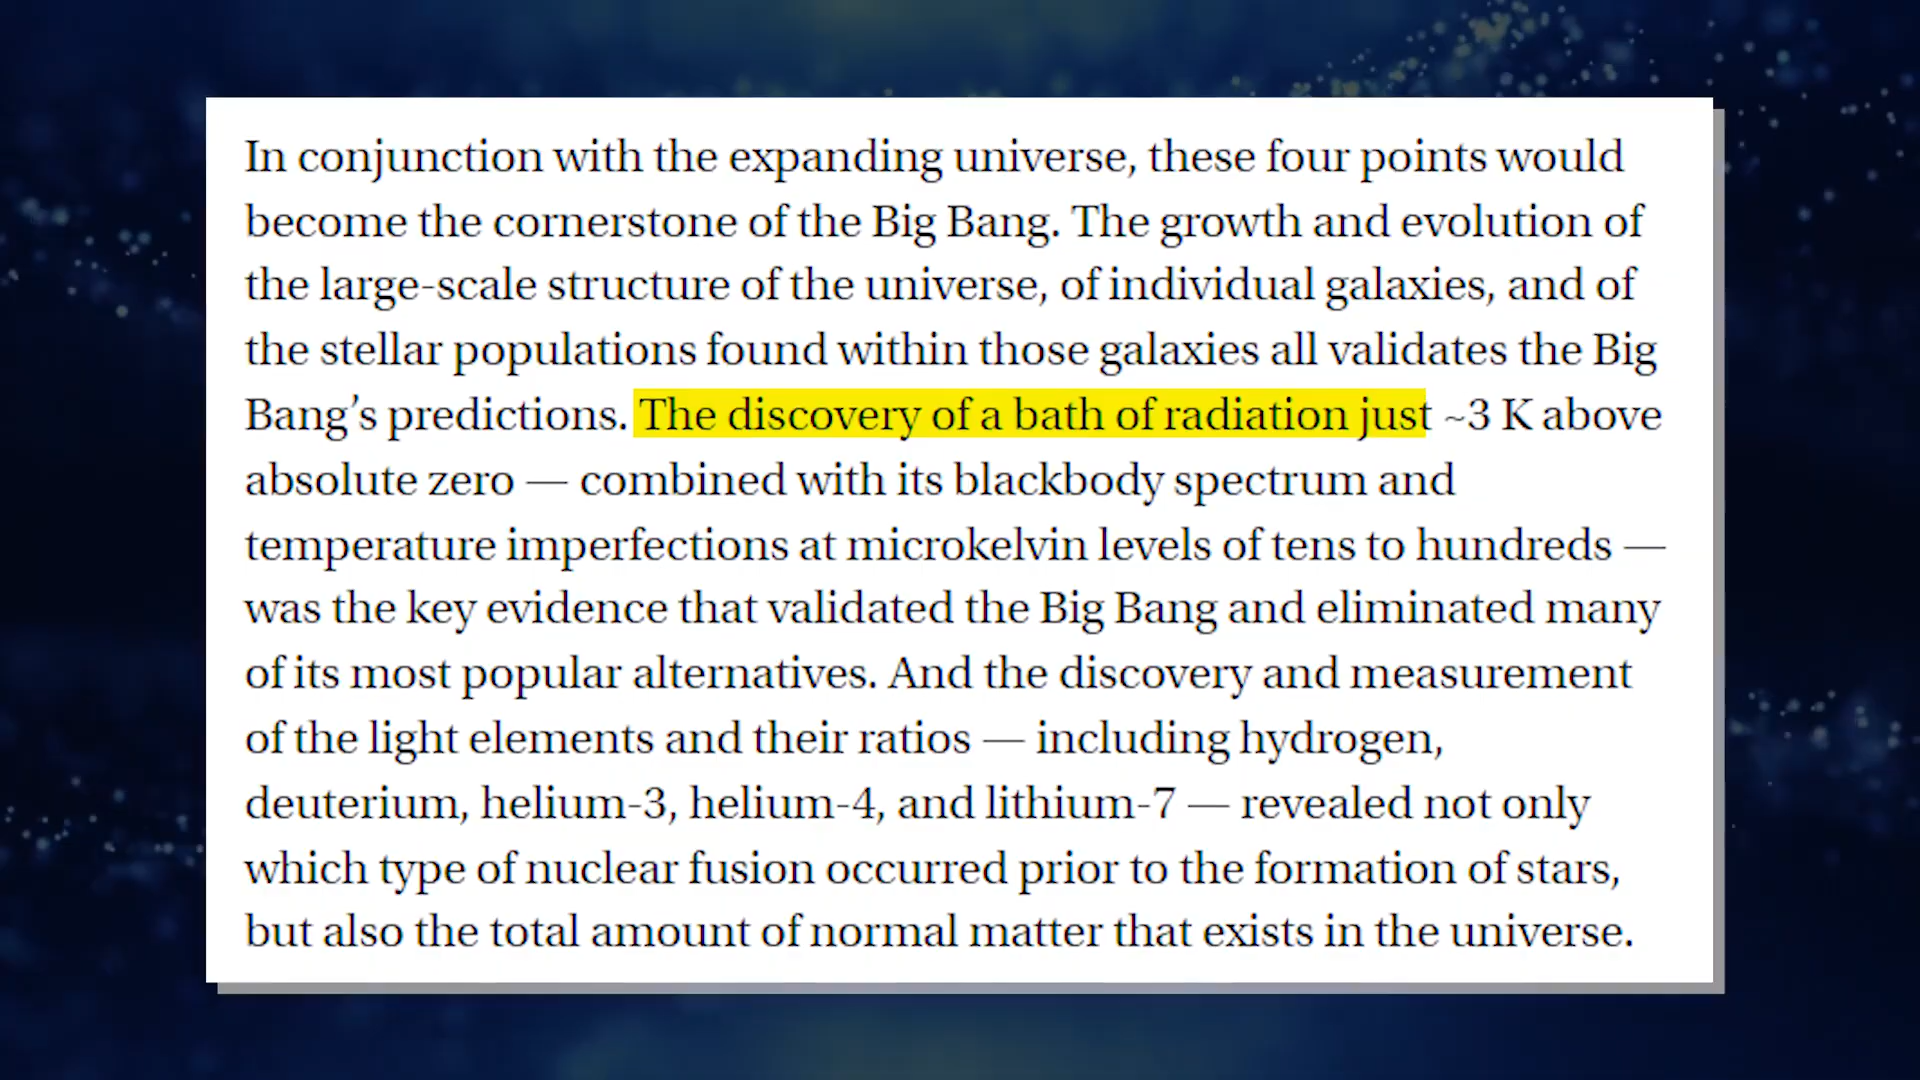 In conjunction with the expanding universe, these four points would
become the cornerstone of the Big Bang. The growth and evolution of
the large-scale structure of the universe, of individual galaxies, and of
the stellar populations found within those galaxies all validates the Big
Bang’s predictions. The discovery of a bath of radiation just ~3 K above
absolute zero — combined with its blackbody spectrum and
temperature imperfections at microkelvin levels of tens to hundreds —
was the key evidence that validated the Big Bang and eliminated many
of its most popular alternatives. And the discovery and measurement
of the light elements and their ratios — including hydrogen,
deuterium, helium-3, helium-4, and lithium-7 — revealed not only
which type of nuclear fusion occurred prior to the formation of stars,
but also the total amount of normal matter that exists in the universe.